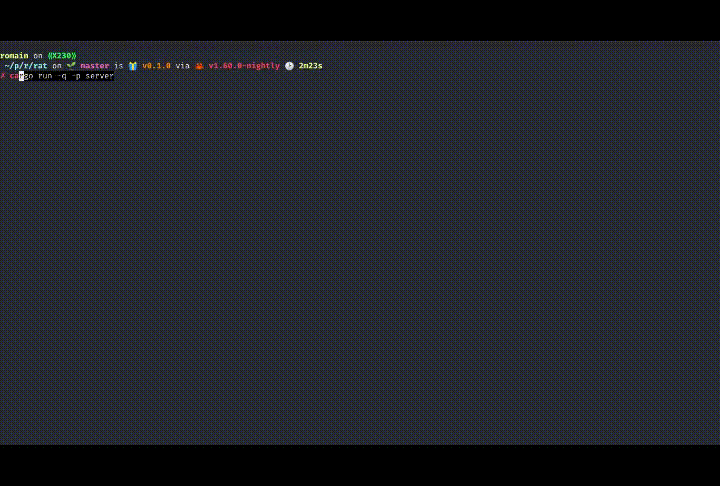 romain on 《X230》
~/p/r/rat on 🌱 master is 🎁 v0.1.0 via 🦀 v1.60.0-nightly 🕑 2m23s
✗ cargo run -q -p server